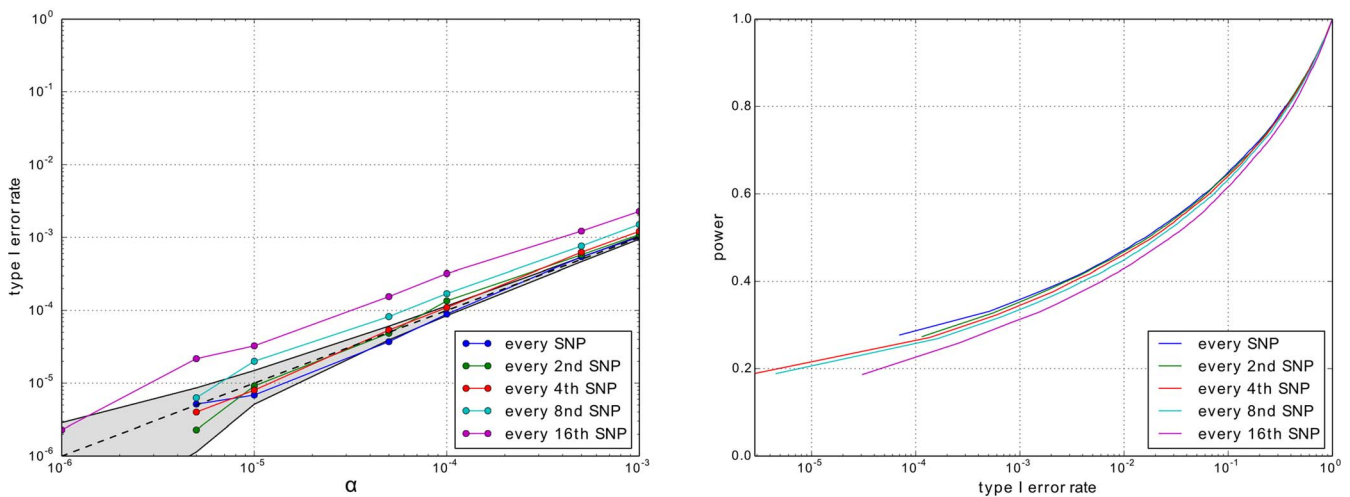 10⁰
10⁻¹
10⁻²
10⁻³
10⁻⁴
10⁻⁵
10⁻⁶
type I error rate
10⁻⁶
10⁻⁵
10⁻⁴
10⁻³
α
every SNP
every 2nd SNP
every 4th SNP
every 8nd SNP
every 16th SNP
1.0
0.8
0.6
0.4
0.2
0.0
power
10⁻⁵
10⁻⁴
10⁻³
10⁻²
10⁻¹
10⁰
type I error rate
every SNP
every 2nd SNP
every 4th SNP
every 8nd SNP
every 16th SNP